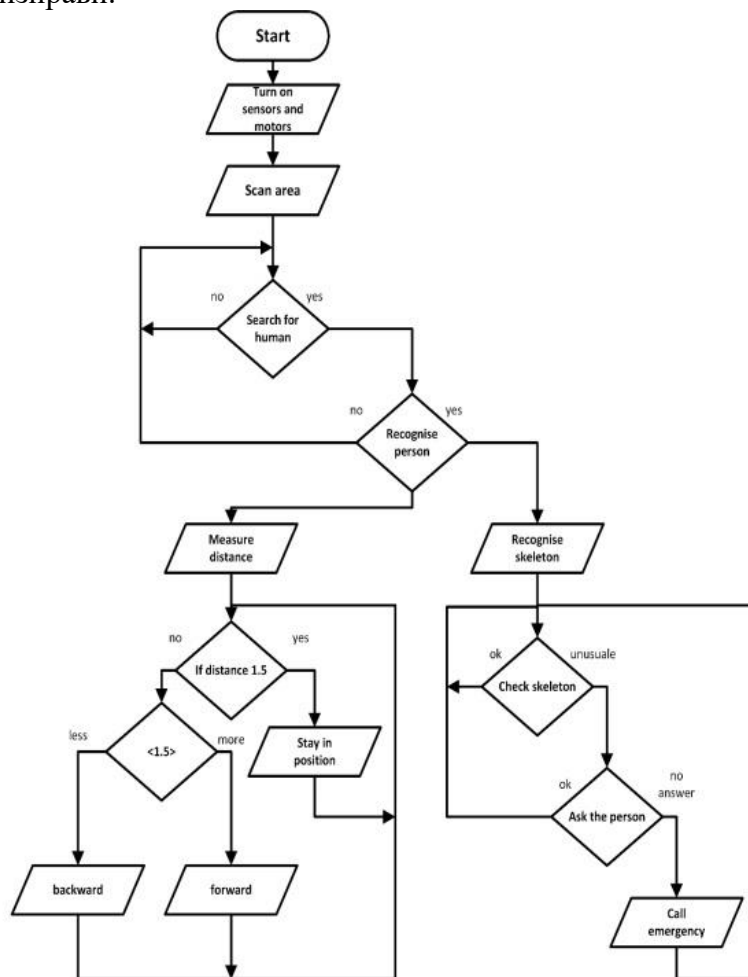 Start
Turn on
sensors and
motors
Scan area
no
yes
Search for
human
no
yes
Recognise
person
Measure
distance
Recognise
skeleton
no
yes
If distance 1.5
ok
unusuale
Check skeleton
less
<1.5>
more
Stay in
position
ok
no
answer
Ask the person
backward
forward
Call
emergency